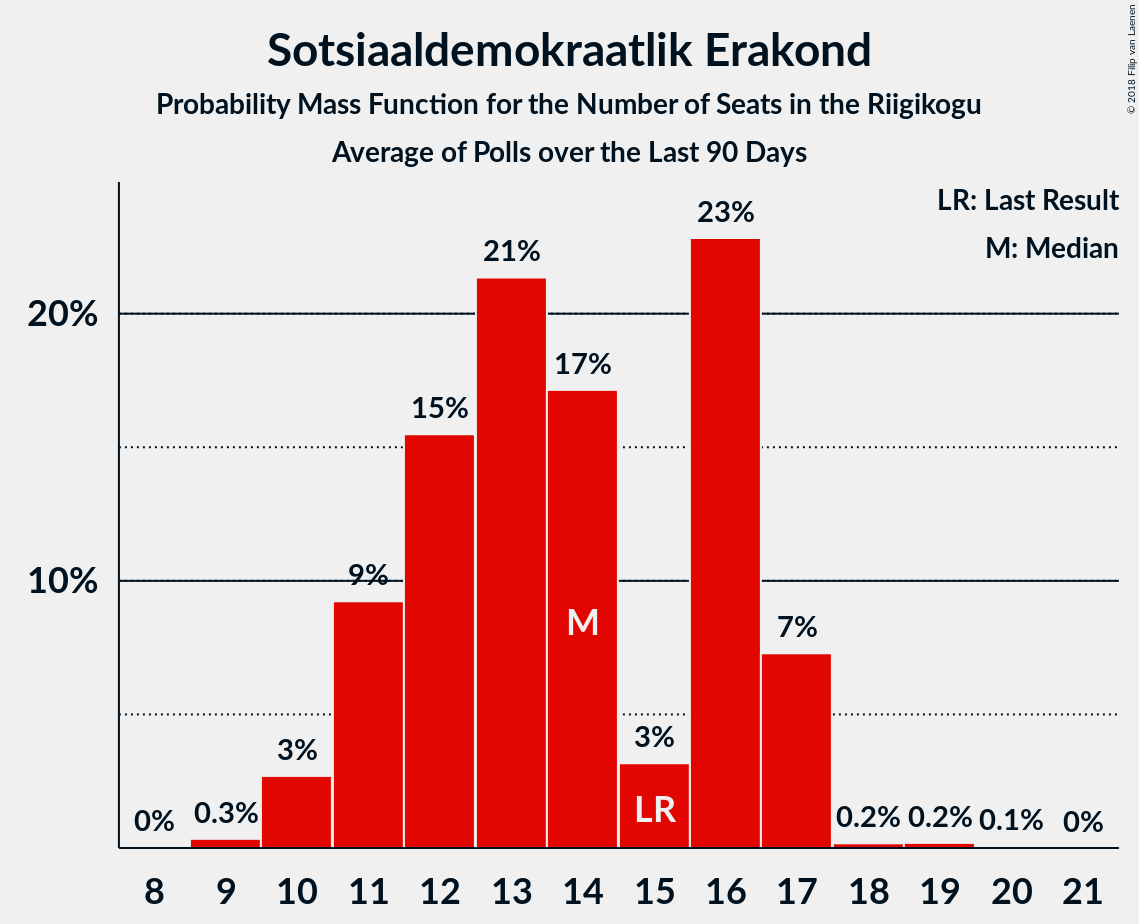 Sotsiaaldemokraatlik Erakond
Probability Mass Function for the Number of Seats in the Riigikogu
Average of Polls over the Last 90 Days
© 2018 Filip van Laenen
LR: Last Result
M: Median
20%
10%
0%
0.3%
3%
9%
15%
21%
17%
3%
23%
7%
0.2%
0.2%
0.1%
0%
M
LR
8 9 10 11 12 13 14 15 16 17 18 19 20 21